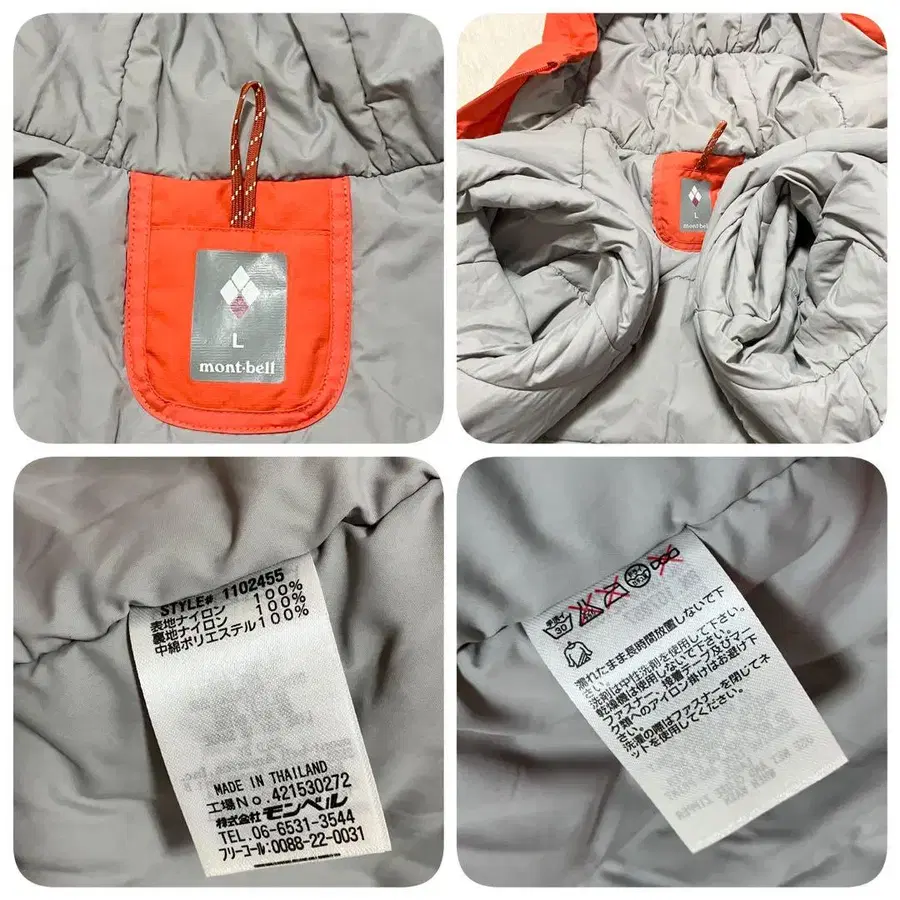 L
mont-bell
L
mont-bell
STYLE# 1102455
表地ナイロン 100%
裏地ナイロン 100%
中綿ポリエステル100%
MADE IN THAILAND
工場No. 421530272
株式会社モンベル
TEL.06-6531-3544
フリーコール:0088-22-0031
手洗イ
30
濡れたまま長時間放置しないで下
さい。
洗剤は中性洗剤を使用して下さい。
乾燥機は使用しないで下さい。
ファスナー、接着テープ及びマー
ク類へのアイロン掛けはお避け下
さい。
洗濯の際はファスナーを閉じてネ
ットを使用してください。